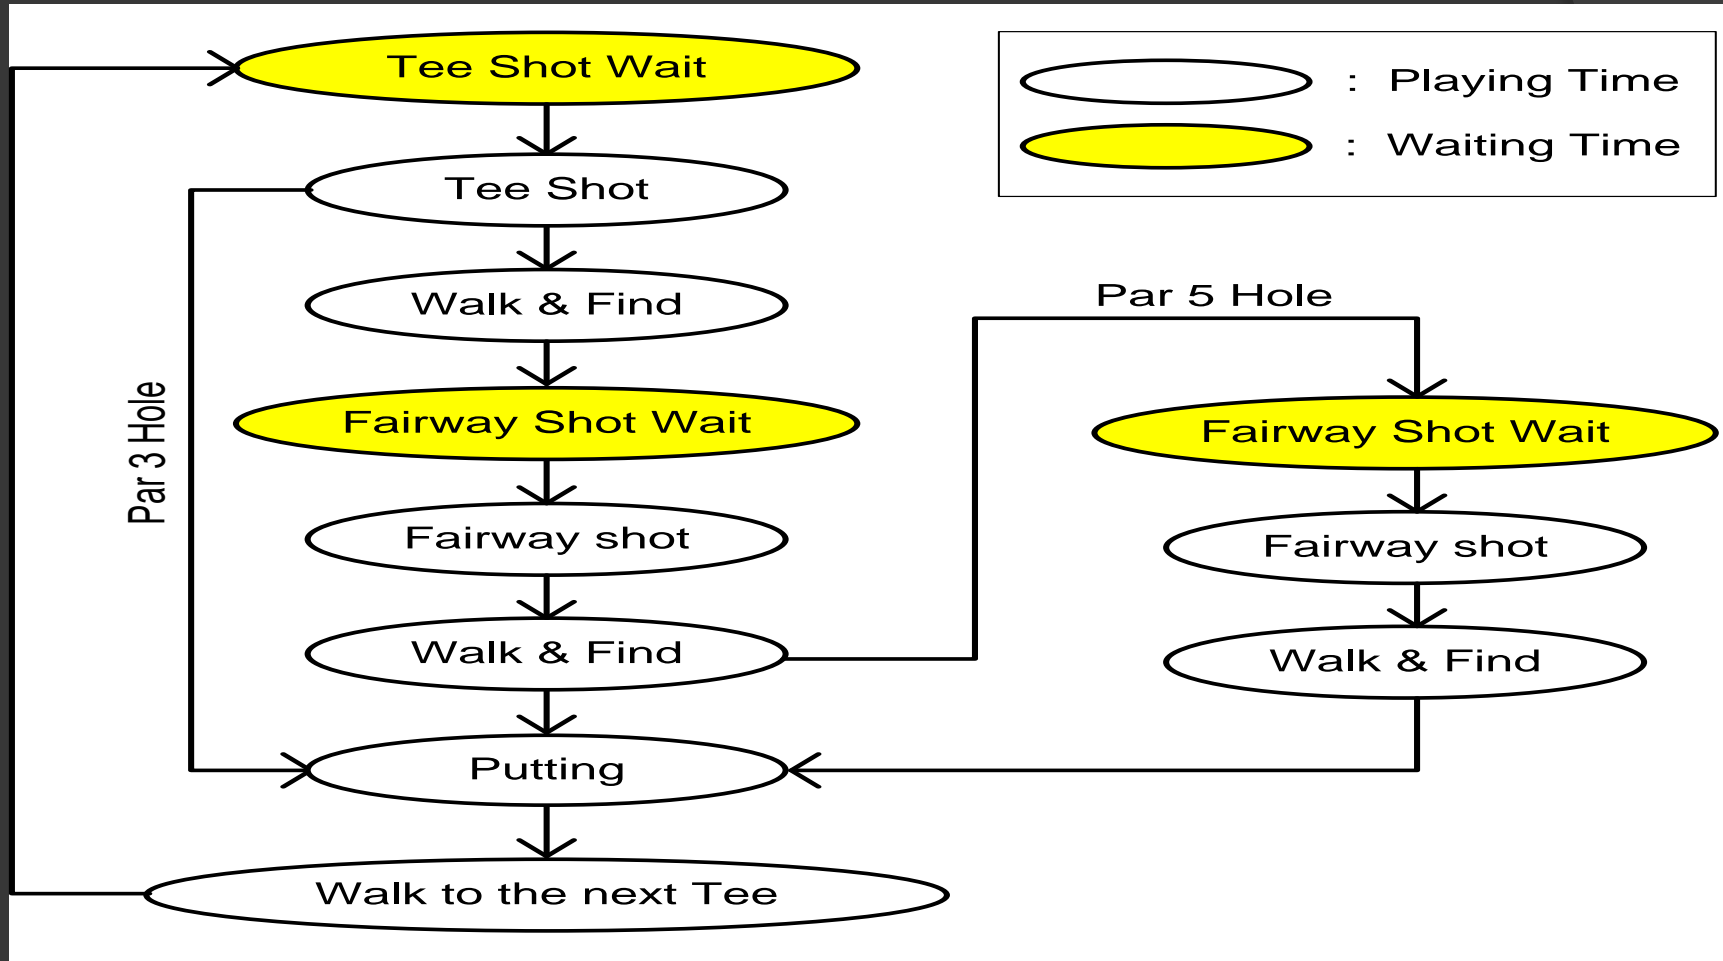 Tee Shot Wait
: Playing Time
: Waiting Time
Tee Shot
Walk & Find
Par 5 Hole
Par 3 Hole
Fairway Shot Wait
Fairway Shot Wait
Fairway shot
Fairway shot
Walk & Find
Walk & Find
Putting
Walk to the next Tee